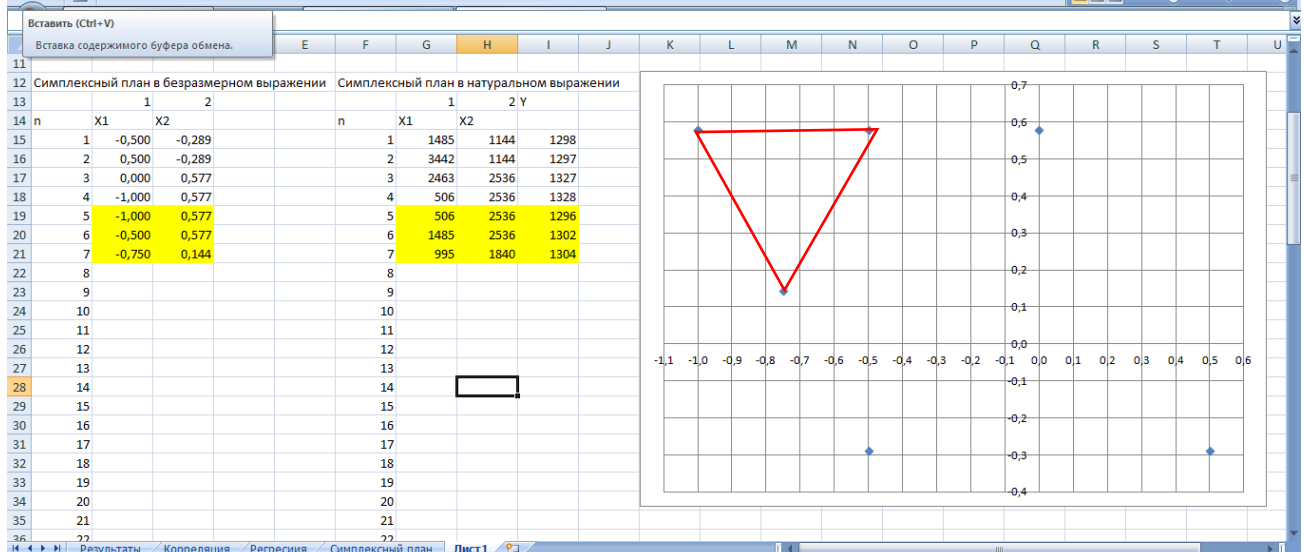 Вставить (Ctrl+V)
Вставка содержимого буфера обмена.
E F G H I J K L M N O P Q R S T U
11
12 Симплексный план в безразмерном выражении Симплексный план в натуральном выражении
13 1 2 1 2 Y
14 n X1 X2 n X1 X2
15 1 -0,500 -0,289 1 1485 1144 1298
16 2 0,500 -0,289 2 3442 1144 1297
17 3 0,000 0,577 3 2463 2536 1327
18 4 -1,000 0,577 4 506 2536 1328
19 5 -1,000 0,577 5 506 2536 1296
20 6 -0,500 0,577 6 1485 2536 1302
21 7 -0,750 0,144 7 995 1840 1304
22 8 8
23 9 9
24 10 10
25 11 11
26 12 12
27 13 13
28 14 14
29 15 15
30 16 16
31 17 17
32 18 18
33 19 19
34 20 20
35 21 21
36 22 22
0,7
0,6
0,5
0,4
0,3
0,2
0,1
0,0
-1,1 -1,0 -0,9 -0,8 -0,7 -0,6 -0,5 -0,4 -0,3 -0,2 -0,1 0,0 0,1 0,2 0,3 0,4 0,5 0,6
-0,1
-0,2
-0,3
-0,4
Результаты Корреляция Регрессия Симплексный план Лист1